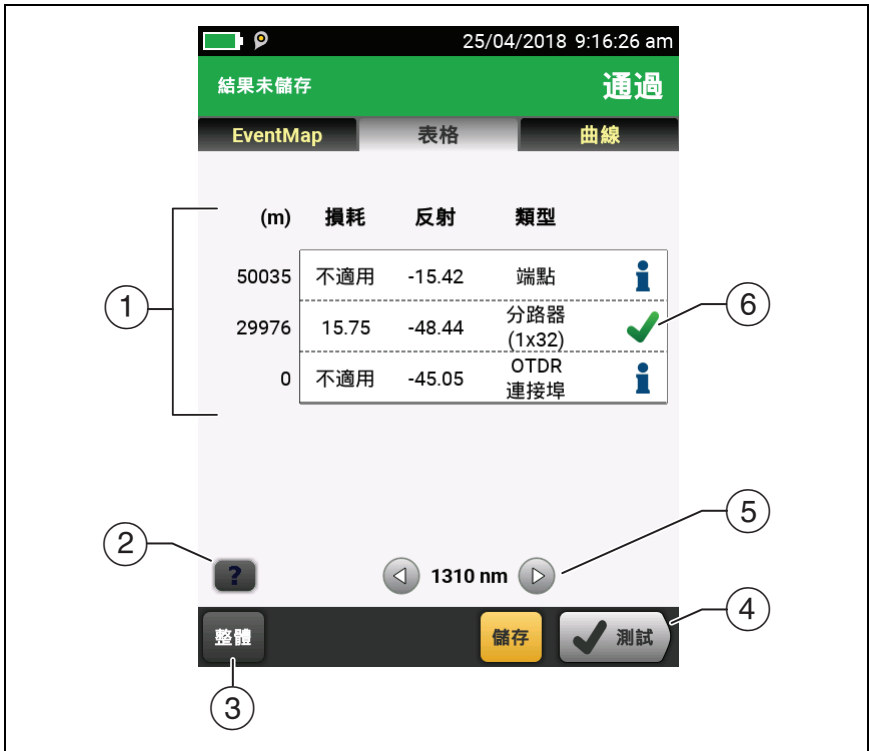 25/04/2018 9:16:26 am
結果未儲存 通過
EventMap 表格 曲線
(m) 損耗 反射 類型
50035 不適用 -15.42 端點
29976 15.75 -48.44 分路器
(1x32)
0 不適用 -45.05 OTDR
連接埠
1
6
5
2
? 1310 nm
4
整體 儲存 測試
3